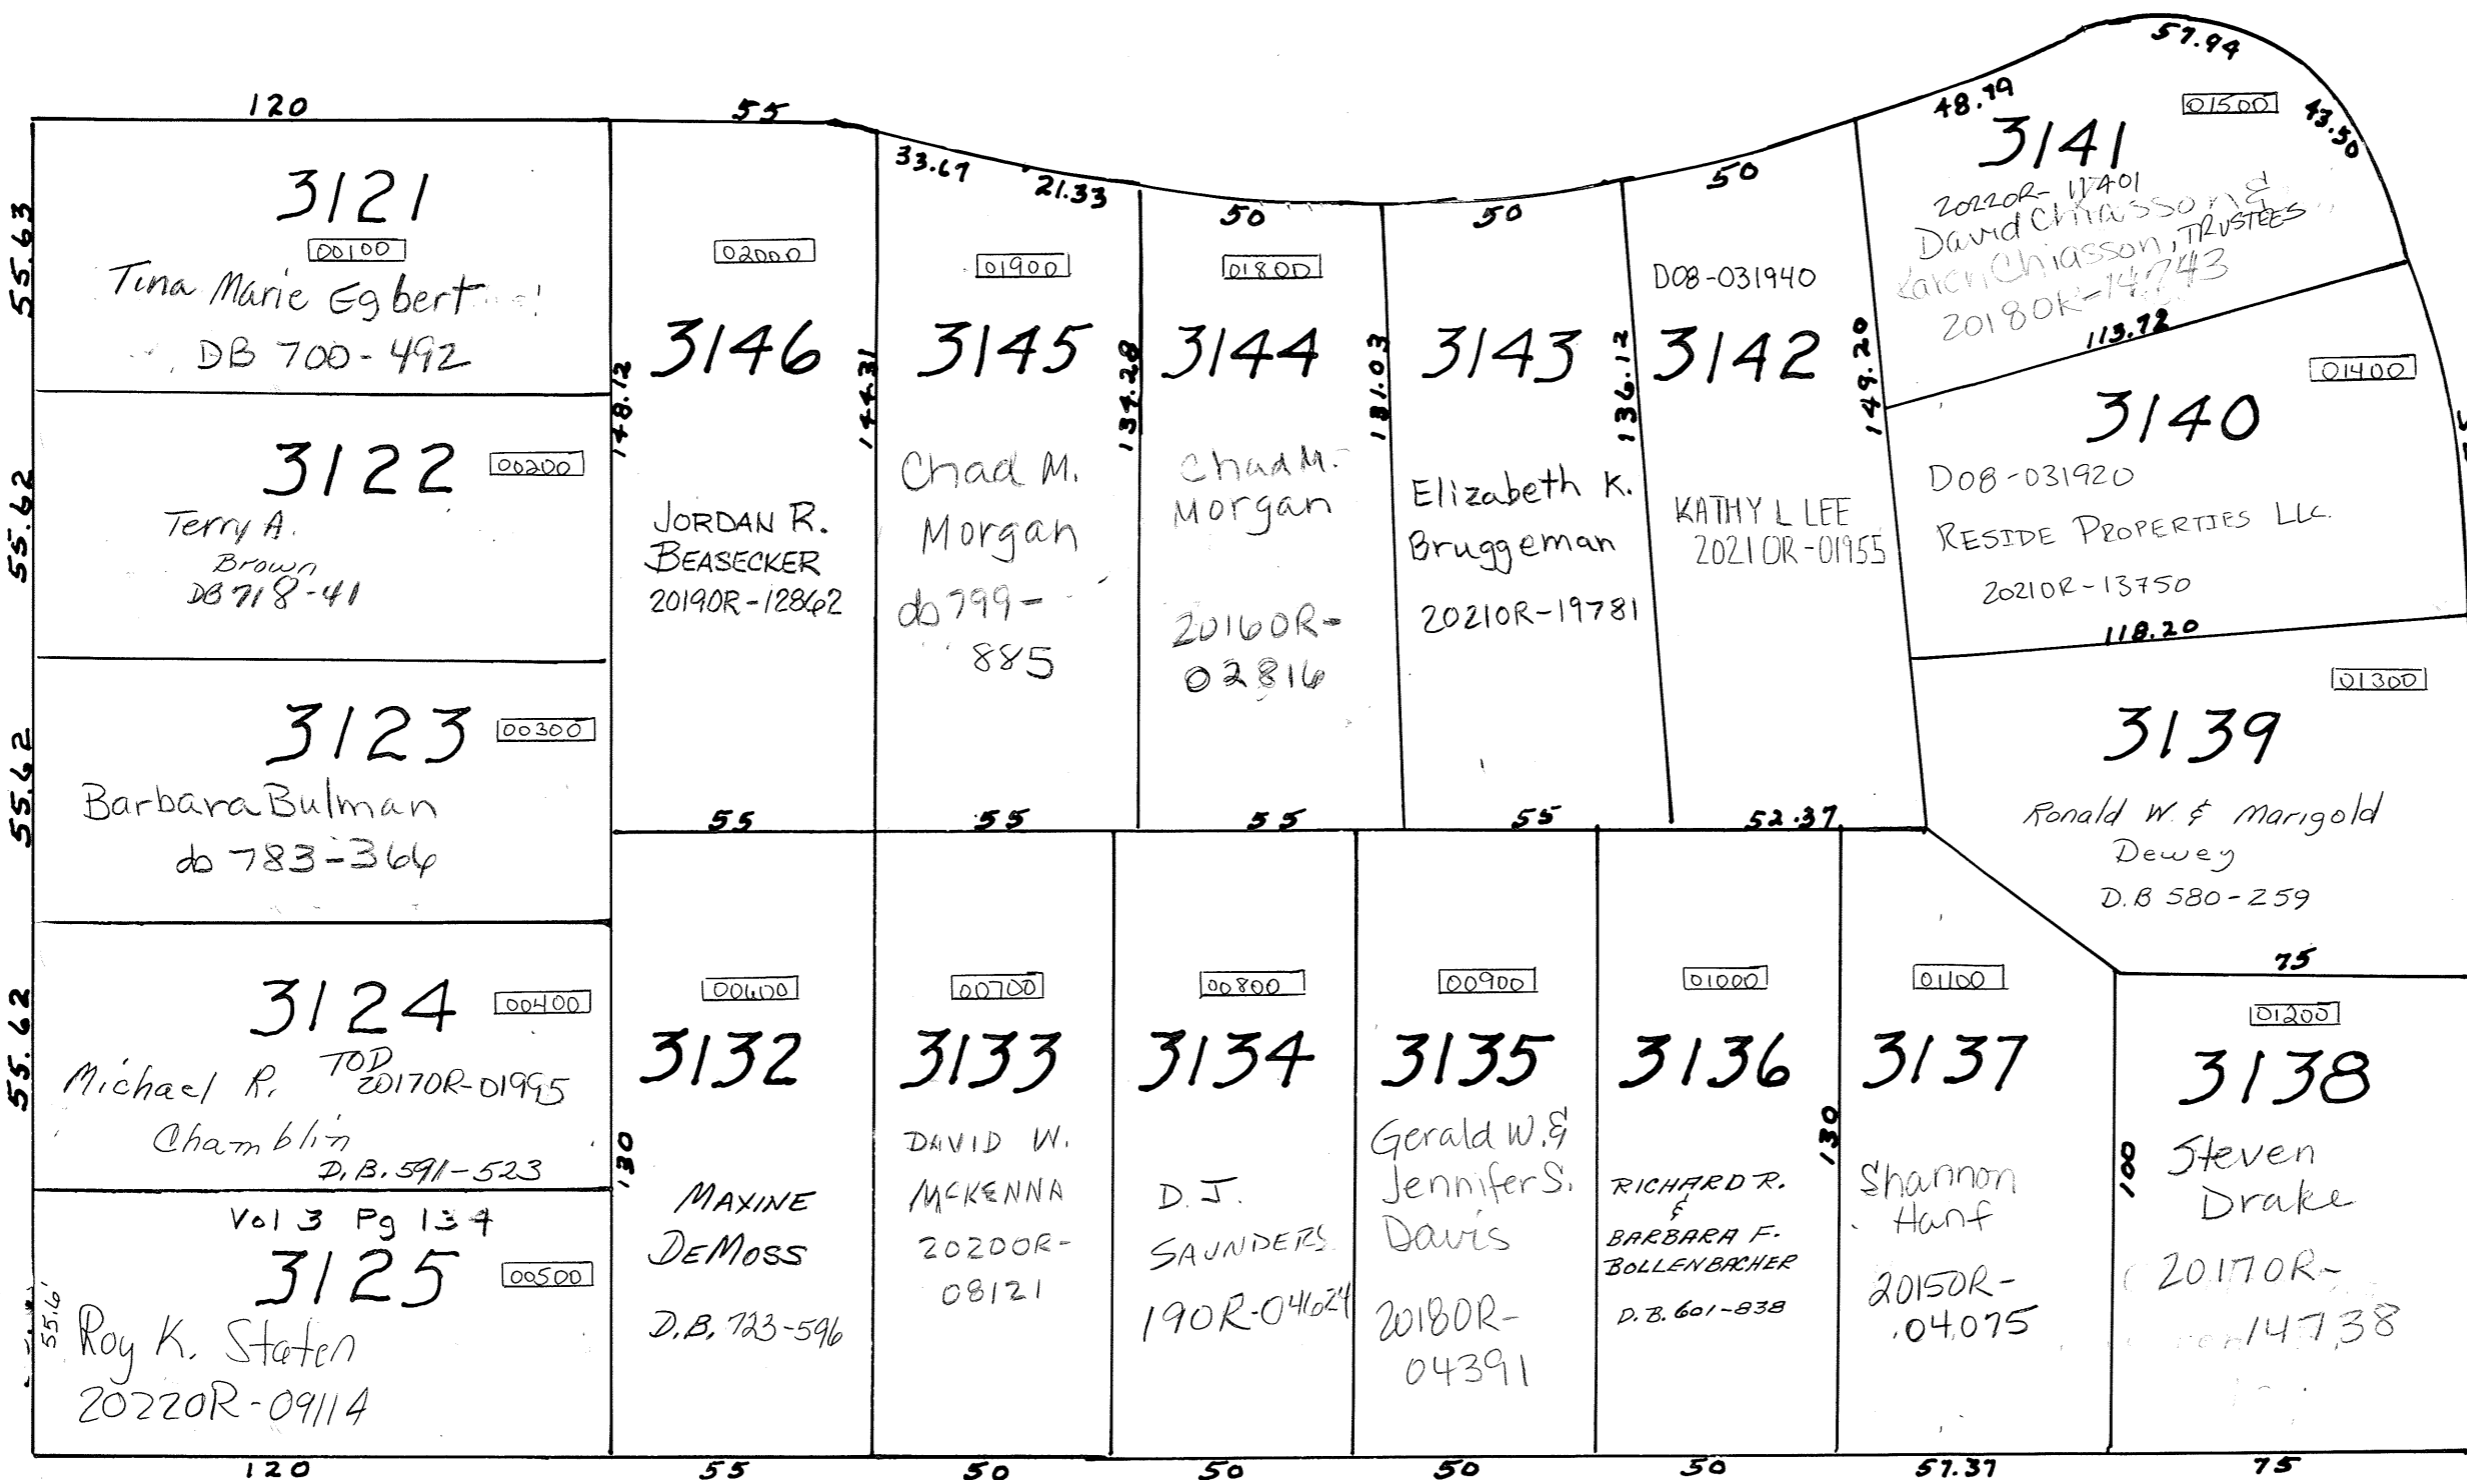 120
55.63
3121
00100
Tina Marie Egbert
DB 700-492
55.62
3122
00200
Terry A.
Brown
DB 718-41
55.62
3123
00300
Barbara Bulman
db 783-366
55.62
3124
00400
Michael R.
TOD
20170R-01995
Chamblin
D.B. 591-523
Vol 3 Pg 134
3125
00500
55.61
Roy K. Staten
20220R-09114
120
55
02000
148.12
3146
144.31
JORDAN R.
BEASECKER
20190R-12862
55
33.67
21.33
01900
3145
134.28
Chad M.
Morgan
db 799-
885
55
50
01800
3144
131.03
Chad M.
Morgan
20160R-
02816
55
50
3143
136.12
Elizabeth K.
Bruggeman
20210R-19781
55
50
D08-031940
3142
149.20
KATHY L LEE
20210R-01955
52.37
57.94
48.79
43.50
01500
3141
20220R-17401
David Chiasson &
Karen Chiasson, TRUSTEES
20180R-14743
113.72
01400
3140
D08-031920
RESIDE PROPERTIES LLC.
20210R-13750
118.20
01300
3139
Ronald W. & Marigold
Dewey
D.B 580-259
75
00600
3132
130
MAXINE
DEMOSS
D.B. 723-596
55
00700
3133
DAVID W.
McKENNA
20200R-
08121
50
00800
3134
D. J.
SAUNDERS
190R-04624
50
00900
3135
Gerald W. &
Jennifer S.
Davis
20180R-
04391
50
01000
3136
130
RICHARD R.
&
BARBARA F.
BOLLENBACHER
D.B. 601-838
50
01100
3137
Shannon
Hanf
20150R-
04075
57.37
01200
3138
100
Steven
Drake
20170R-
14738
75